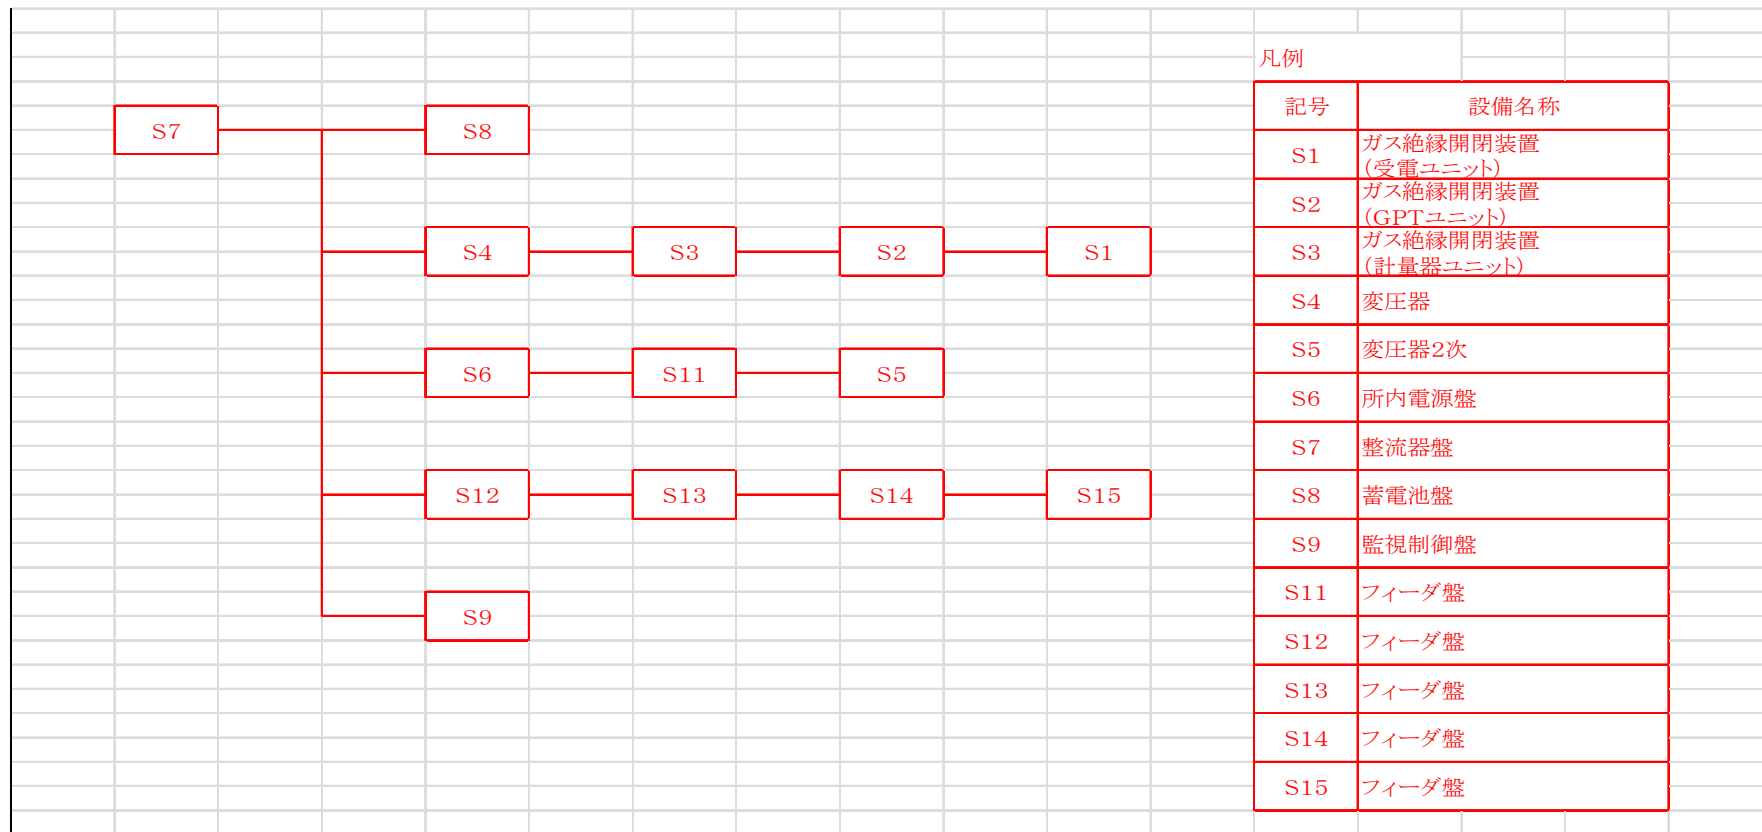 凡例
記号 設備名称
S7 S8
S1 ガス絶縁開閉装置
(受電ユニット)
S2 ガス絶縁開閉装置
(GPTユニット)
S4 S3 S2 S1
S3 ガス絶縁開閉装置
(計量器ユニット)
S4 変圧器
S6 S11 S5
S5 変圧器2次
S6 所内電源盤
S7 整流器盤
S12 S13 S14 S15
S8 蓄電池盤
S9 監視制御盤
S11 フィーダ盤
S9
S12 フィーダ盤
S13 フィーダ盤
S14 フィーダ盤
S15 フィーダ盤